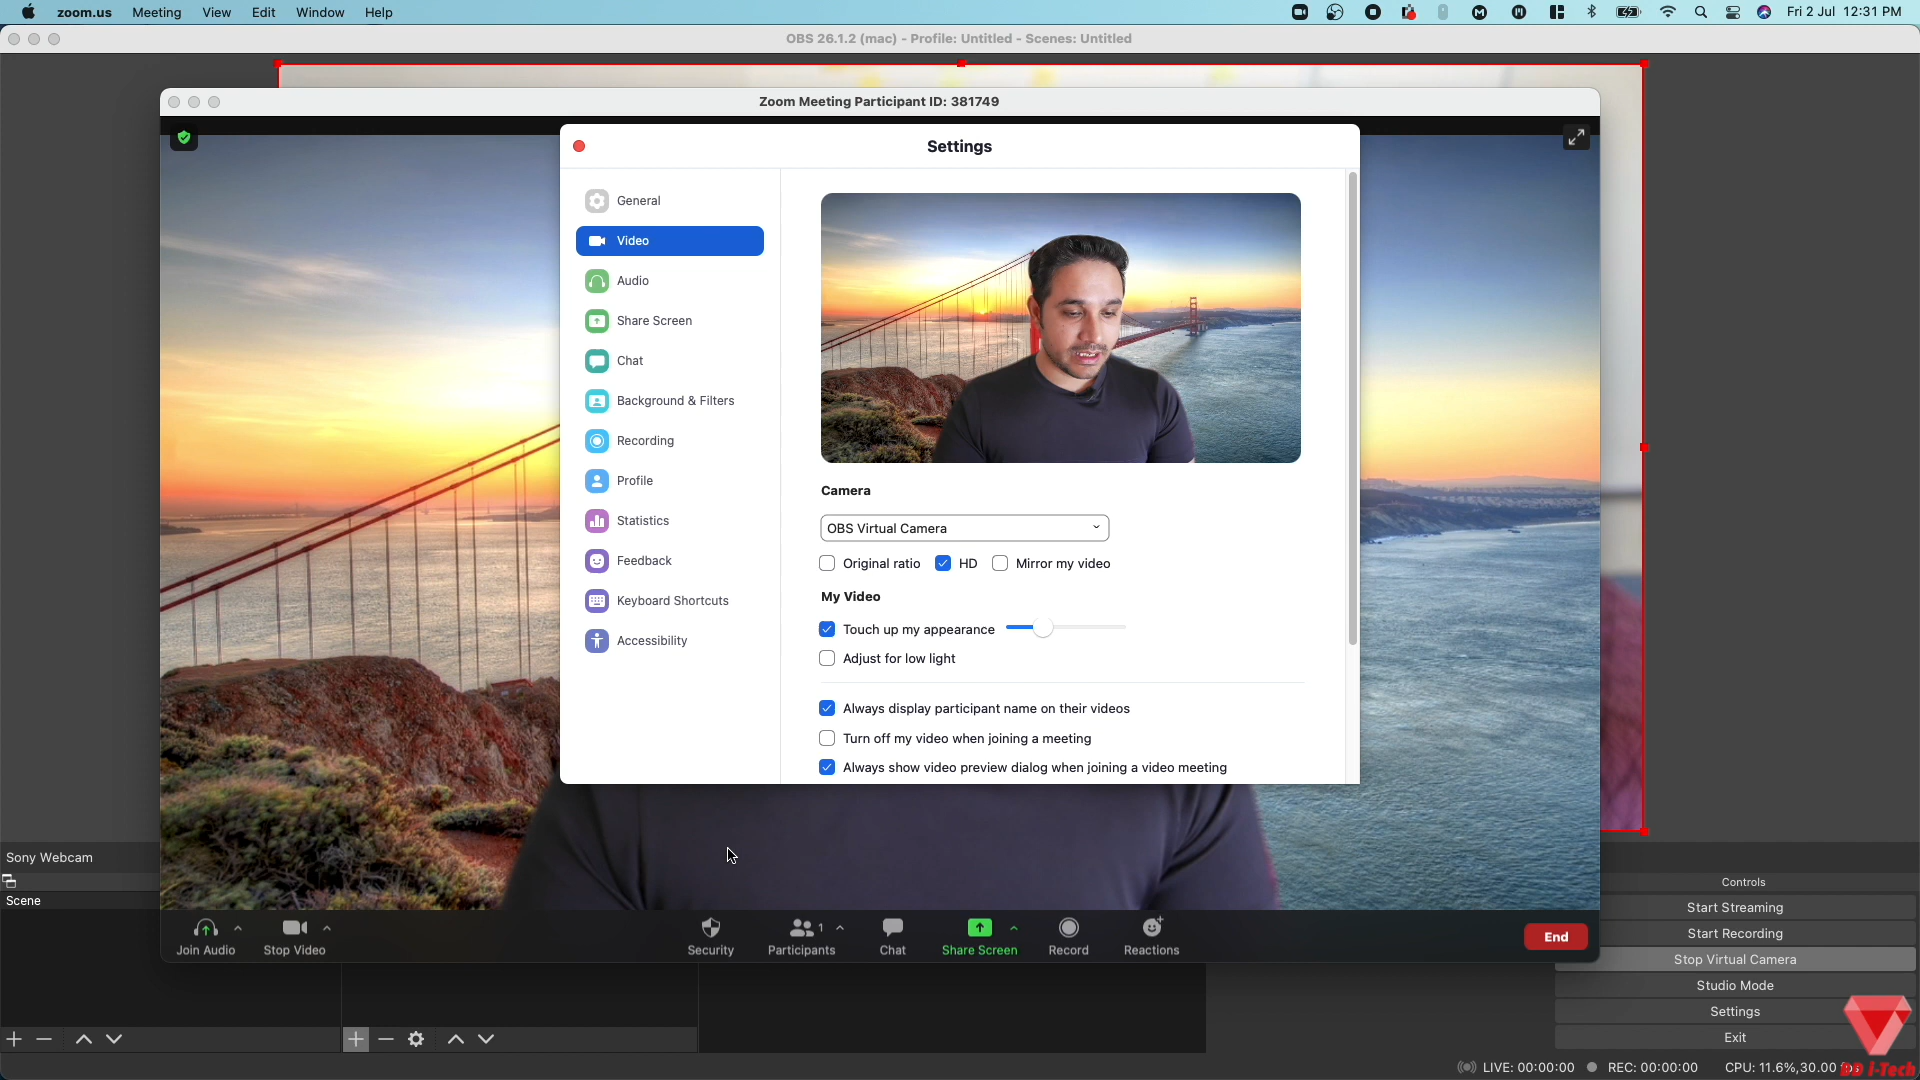 zoom.us Meeting View Edit Window Help Fri 2 Jul 12:31 PM
OBS 26.1.2 (mac) - Profile: Untitled - Scenes: Untitled
Zoom Meeting Participant ID: 381749
Settings
General
Video
Audio
Share Screen
Chat
Background & Filters
Recording
Profile
Statistics
Feedback
Keyboard Shortcuts
Accessibility
Camera
OBS Virtual Camera
Original ratio HD Mirror my video
My Video
Touch up my appearance
Adjust for low light
Always display participant name on their videos
Turn off my video when joining a meeting
Always show video preview dialog when joining a video meeting
Sony Webcam
Scene
Join Audio Stop Video Security Participants 1 Chat Share Screen Record Reactions End
Controls
Start Streaming
Start Recording
Stop Virtual Camera
Studio Mode
Settings
Exit
LIVE: 00:00:00 REC: 00:00:00 CPU: 11.6%,30.00
DD i-Tech